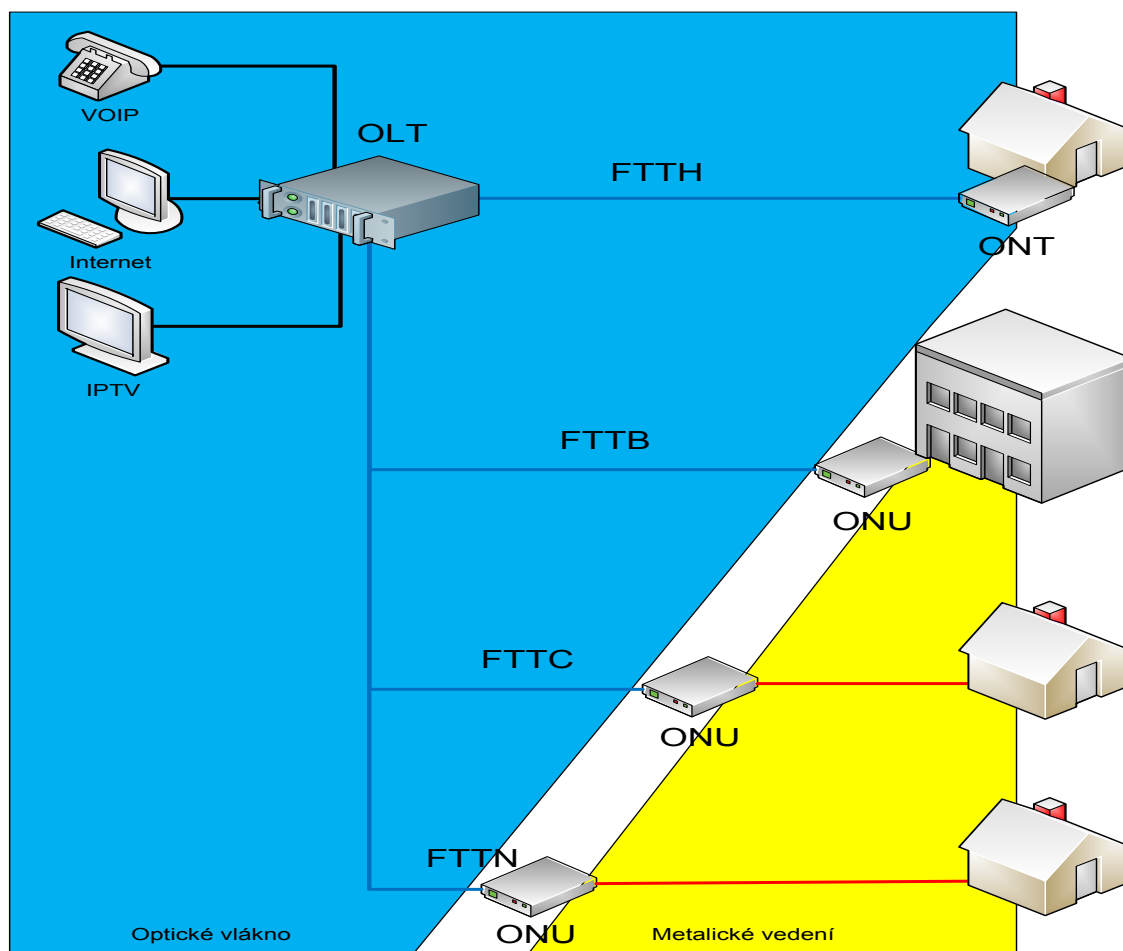 VOIP
OLT
FTTH
Internet
ONT
IPTV
FTTB
ONU
FTTC
ONU
FTTN
ONU
Optické vlákno
Metalické vedení